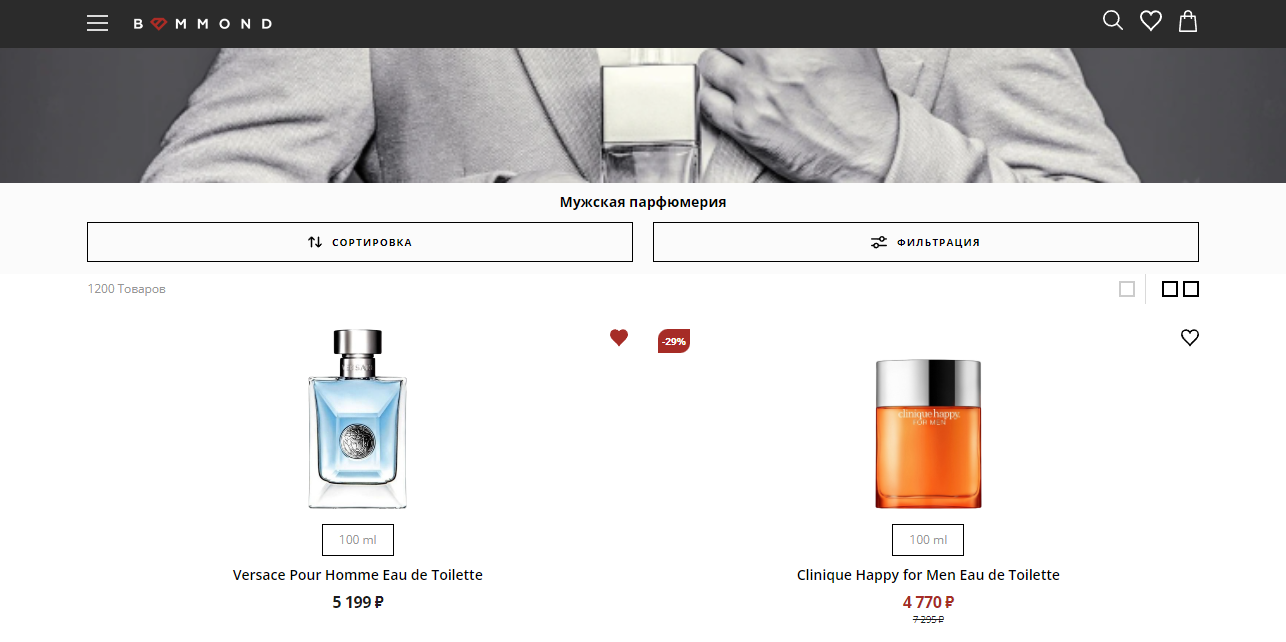 B MMOND
Мужская парфюмерия
СОРТИРОВКА
ФИЛЬТРАЦИЯ
1200 Товаров
-29%
clinique happy.
FOR MEN
100 ml
100 ml
Versace Pour Homme Eau de Toilette
Clinique Happy for Men Eau de Toilette
5 199 ₽
4 770 ₽
7 295 ₽